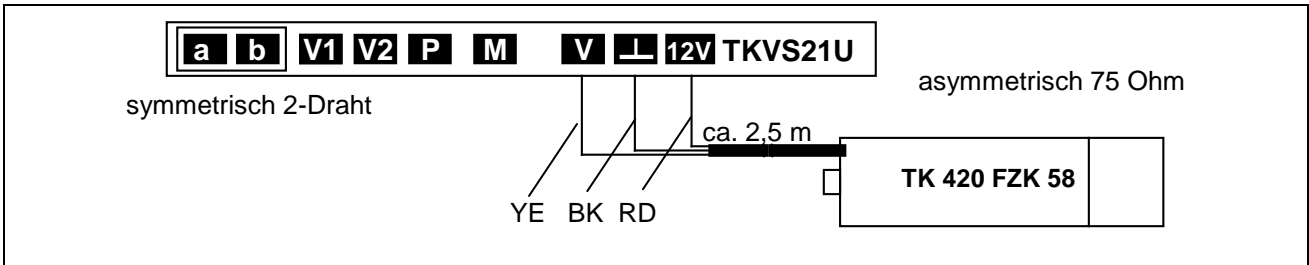 a b V1 V2 P M V ⊥ 12V TKVS21U
asymmetrisch 75 Ohm
symmetrisch 2-Draht
ca. 2,5 m
TK 420 FZK 58
YE BK RD